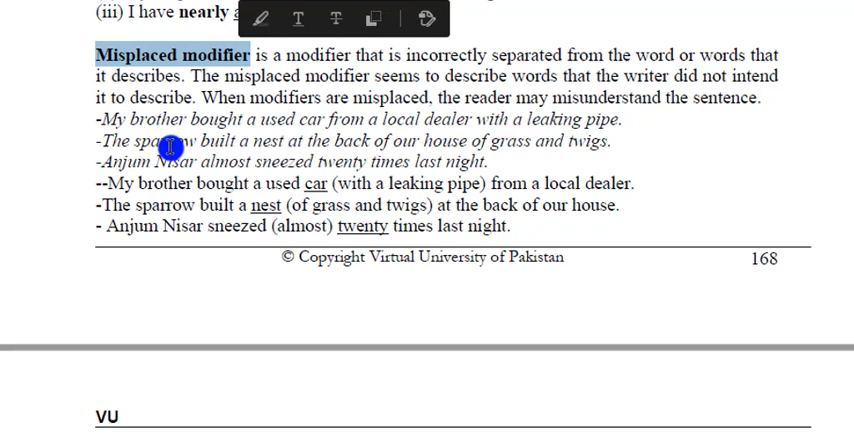 (iii) I have nearly
Misplaced modifier is a modifier that is incorrectly separated from the word or words that
it describes. The misplaced modifier seems to describe words that the writer did not intend
it to describe. When modifiers are misplaced, the reader may misunderstand the sentence.
-My brother bought a used car from a local dealer with a leaking pipe.
-The sparrow built a nest at the back of our house of grass and twigs.
-Anjum Nisar almost sneezed twenty times last night.
--My brother bought a used car (with a leaking pipe) from a local dealer.
-The sparrow built a nest (of grass and twigs) at the back of our house.
- Anjum Nisar sneezed (almost) twenty times last night.
© Copyright Virtual University of Pakistan 168
VU